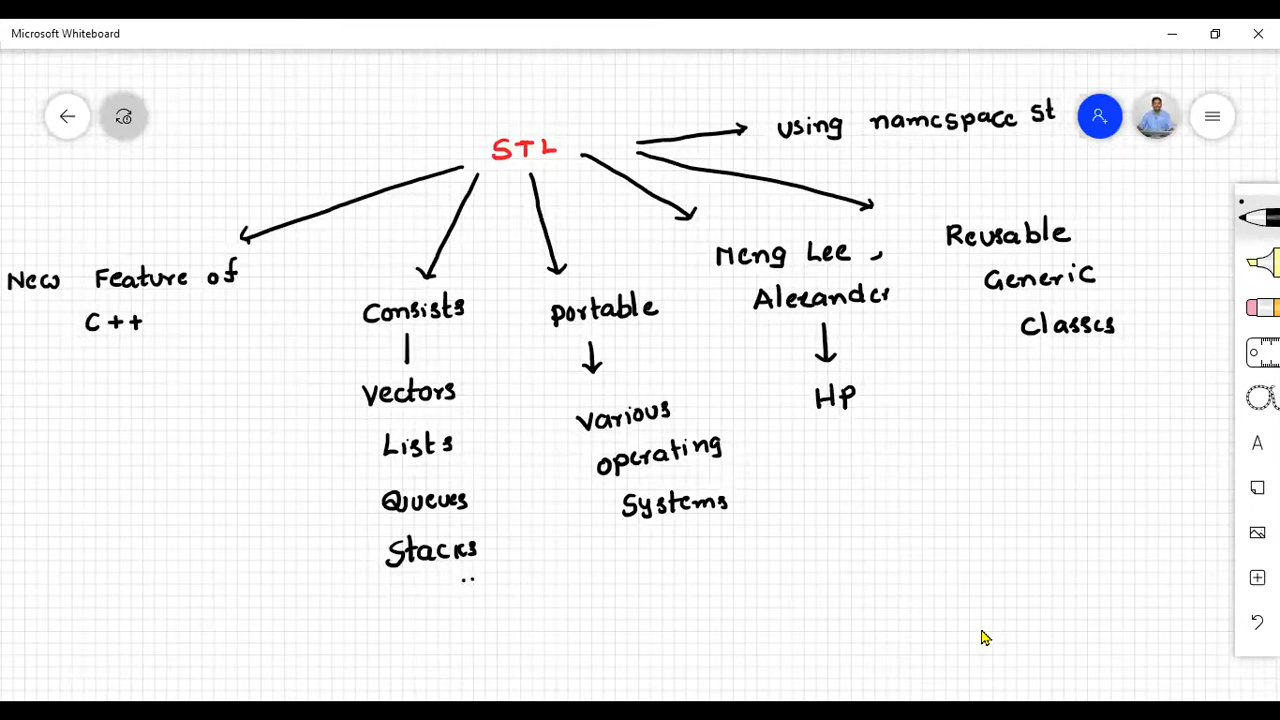 Microsoft Whiteboard
using namespace st
STL
New Feature of
C++
Consists
Vectors
Lists
Queues
Stacks
..
Portable
Various
operating
Systems
Meng Lee,
Alexander
HP
Reusable
Generic
Classes
A